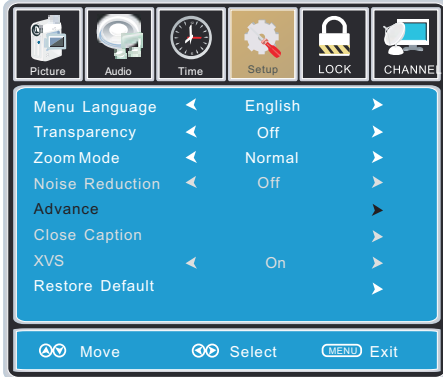 Picture Audio Time Setup LOCK CHANNEL
Menu Language English
Transparency Off
Zoom Mode Normal
Noise Reduction Off
Advance
Close Caption
XVS On
Restore Default
Move Select MENU Exit